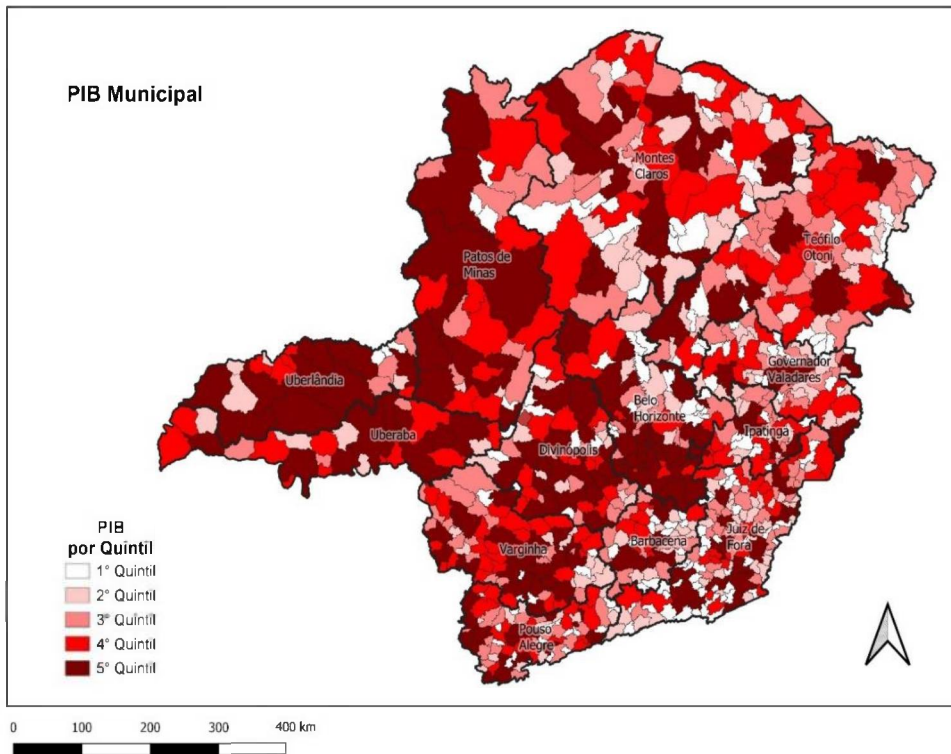 PIB Municipal
Montes
Claros
Teófilo
Otoni
Patos de
Minas
Governador
Valadares
Uberlândia
Belo
Horizonte
Uberaba
Ipatinga
Divinópolis
Juiz de
Fora
Barbacena
Varginha
Pouso
Alegre
PIB
por Quintil
1° Quintil
2° Quintil
3° Quintil
4° Quintil
5° Quintil
0 100 200 300 400 km